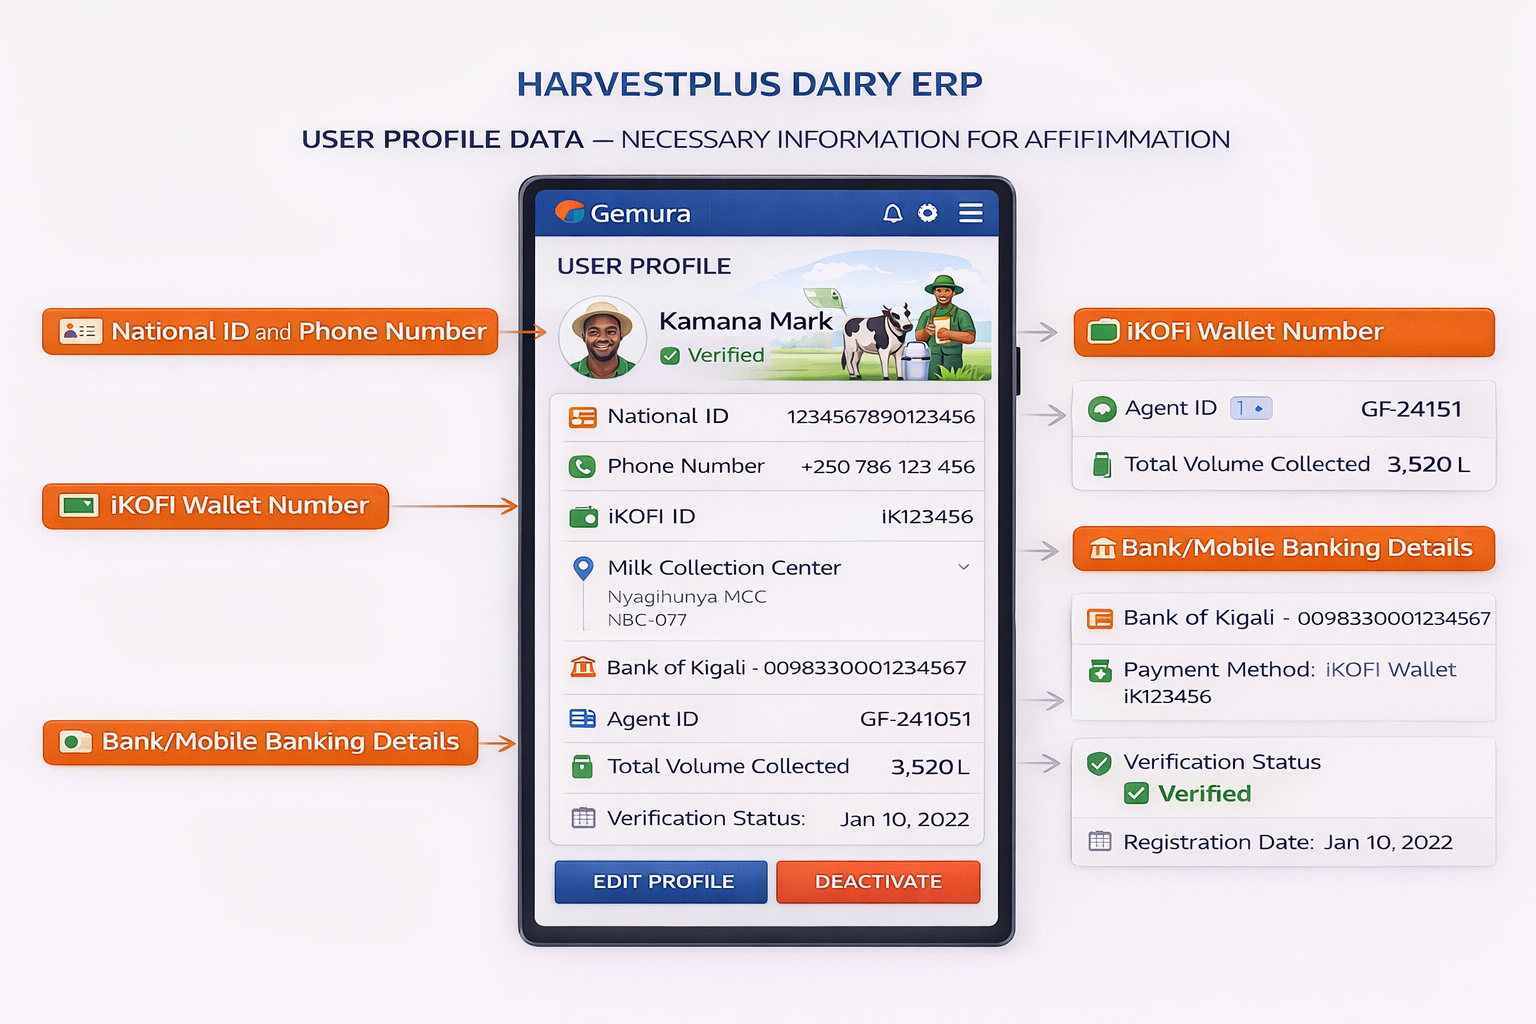 HARVESTPLUS DAIRY ERP
USER PROFILE DATA — NECESSARY INFORMATION FOR AFFIFIMMATION
Gemura
USER PROFILE
Kamana Mark
Verified
National ID 1234567890123456
Phone Number +250 786 123 456
iKOFI ID iK123456
Milk Collection Center
Nyagihunya MCC
NBC-077
Bank of Kigali - 0098330001234567
Agent ID GF-241051
Total Volume Collected 3,520 L
Verification Status: Jan 10, 2022
EDIT PROFILE DEACTIVATE
National ID and Phone Number
iKOFI Wallet Number
Bank/Mobile Banking Details
iKOFi Wallet Number
Agent ID 1 GF-24151
Total Volume Collected 3,520 L
Bank/Mobile Banking Details
Bank of Kigali - 0098330001234567
Payment Method: iKOFI Wallet
iK123456
Verification Status
Verified
Registration Date: Jan 10, 2022